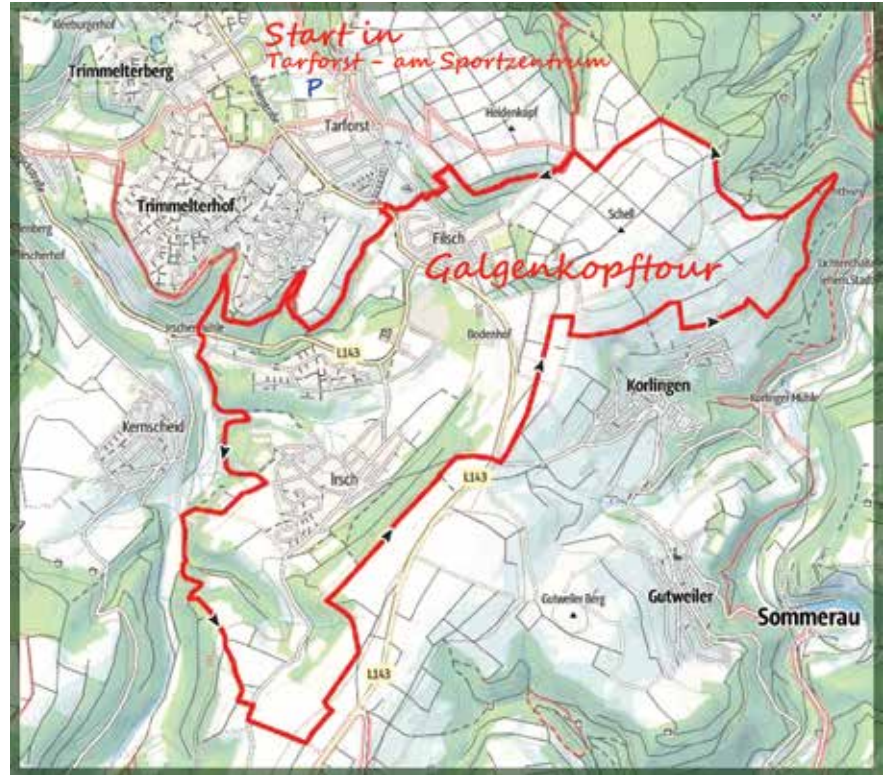 Kleeburgerhof
Start in
Tarforst - am Sportzentrum
P
Trimmelterberg
Heidenkopf
Tarforst
Trimmelterhof
Schell
Filsch
Galgenkopftour
L143
Bodenhof
Korlingen
Korlinger Mühle
Kernscheid
Irsch
L143
Gutweiler Berg
Gutweiler
Sommerau
L143